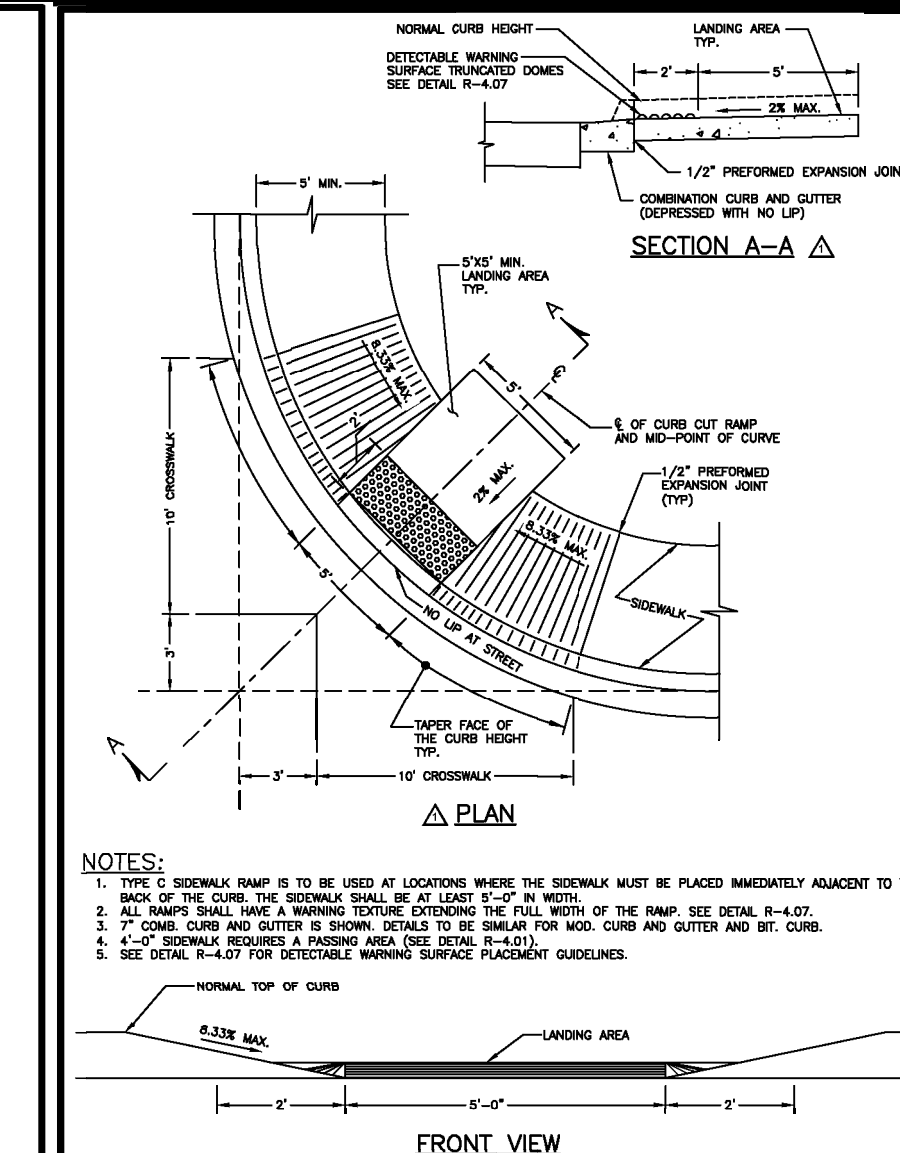 NORMAL CURB HEIGHT
DETECTABLE WARNING
SURFACE TRUNCATED DOMES
SEE DETAIL R-4.07
LANDING AREA
TYP.
2'
5'
2% MAX.
1/2" PREFORMED EXPANSION JOIN
COMBINATION CURB AND GUTTER
(DEPRESSED WITH NO LIP)
SECTION A-A 1
5' MIN.
5'X5' MIN.
LANDING AREA
TYP.
A
8.33% MAX.
5'
℄
℄ OF CURB CUT RAMP
AND MID-POINT OF CURVE
2'
2% MAX.
1/2" PREFORMED
EXPANSION JOINT
(TYP)
10' CROSSWALK
8.33% MAX.
5'
SIDEWALK
NO LIP AT STREET
3'
TAPER FACE OF
THE CURB HEIGHT
TYP.
A
3'
10' CROSSWALK
1 PLAN
NOTES:
1. TYPE C SIDEWALK RAMP IS TO BE USED AT LOCATIONS WHERE THE SIDEWALK MUST BE PLACED IMMEDIATELY ADJACENT TO
BACK OF THE CURB. THE SIDEWALK SHALL BE AT LEAST 5'-0" IN WIDTH.
2. ALL RAMPS SHALL HAVE A WARNING TEXTURE EXTENDING THE FULL WIDTH OF THE RAMP. SEE DETAIL R-4.07.
3. 7" COMB. CURB AND GUTTER IS SHOWN. DETAILS TO BE SIMILAR FOR MOD. CURB AND GUTTER AND BIT. CURB.
4. 4'-0" SIDEWALK REQUIRES A PASSING AREA (SEE DETAIL R-4.01).
5. SEE DETAIL R-4.07 FOR DETECTABLE WARNING SURFACE PLACEMENT GUIDELINES.
NORMAL TOP OF CURB
8.33% MAX.
LANDING AREA
2'
5'-0"
2'
FRONT VIEW